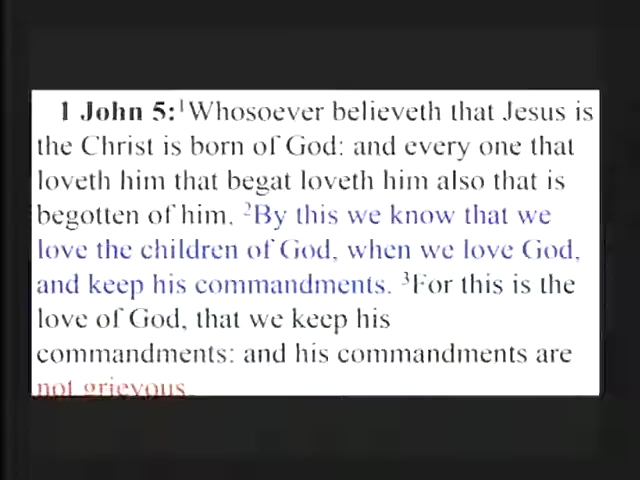 1 John 5:¹Whosoever believeth that Jesus is
the Christ is born of God: and every one that
loveth him that begat loveth him also that is
begotten of him. ²By this we know that we
love the children of God, when we love God,
and keep his commandments. ³For this is the
love of God, that we keep his
commandments: and his commandments are
not grievous.